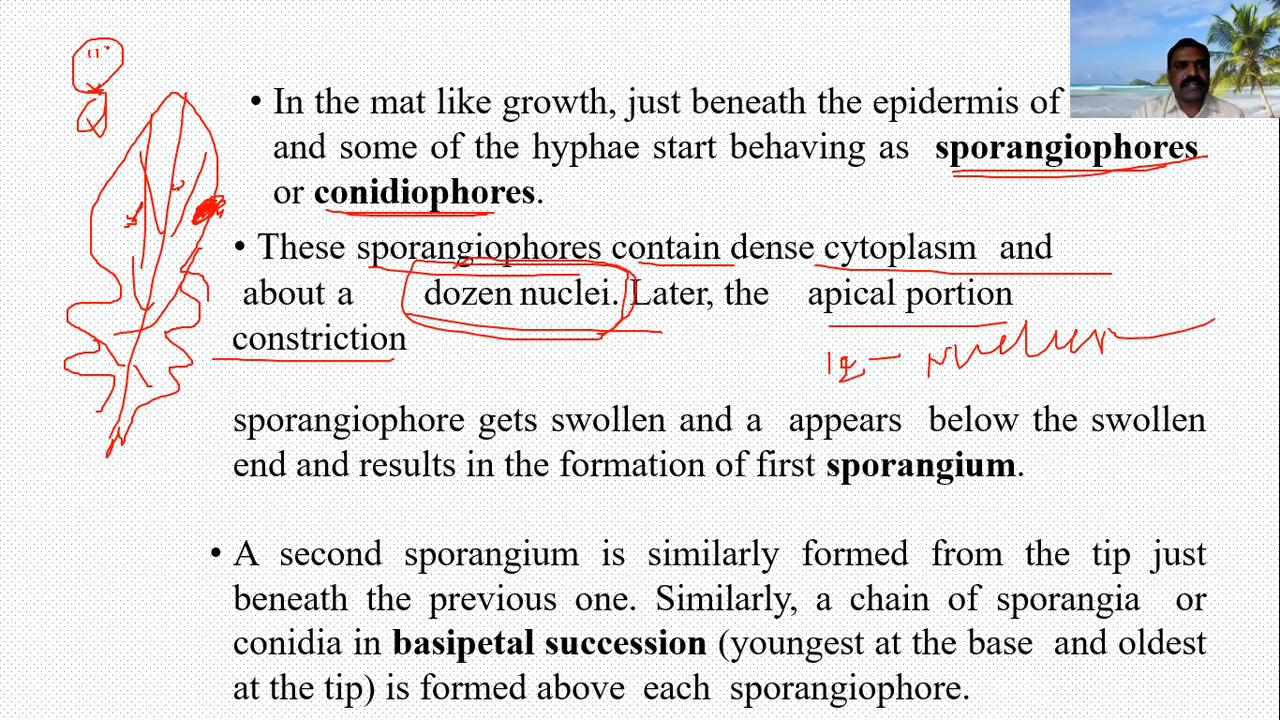 • In the mat like growth, just beneath the epidermis of
and some of the hyphae start behaving as sporangiophores
or conidiophores.
• These sporangiophores contain dense cytoplasm and
about a dozen nuclei. Later, the apical portion
constriction
12 - nucleus
sporangiophore gets swollen and a appears below the swollen
end and results in the formation of first sporangium.
• A second sporangium is similarly formed from the tip just
beneath the previous one. Similarly, a chain of sporangia or
conidia in basipetal succession (youngest at the base and oldest
at the tip) is formed above each sporangiophore.